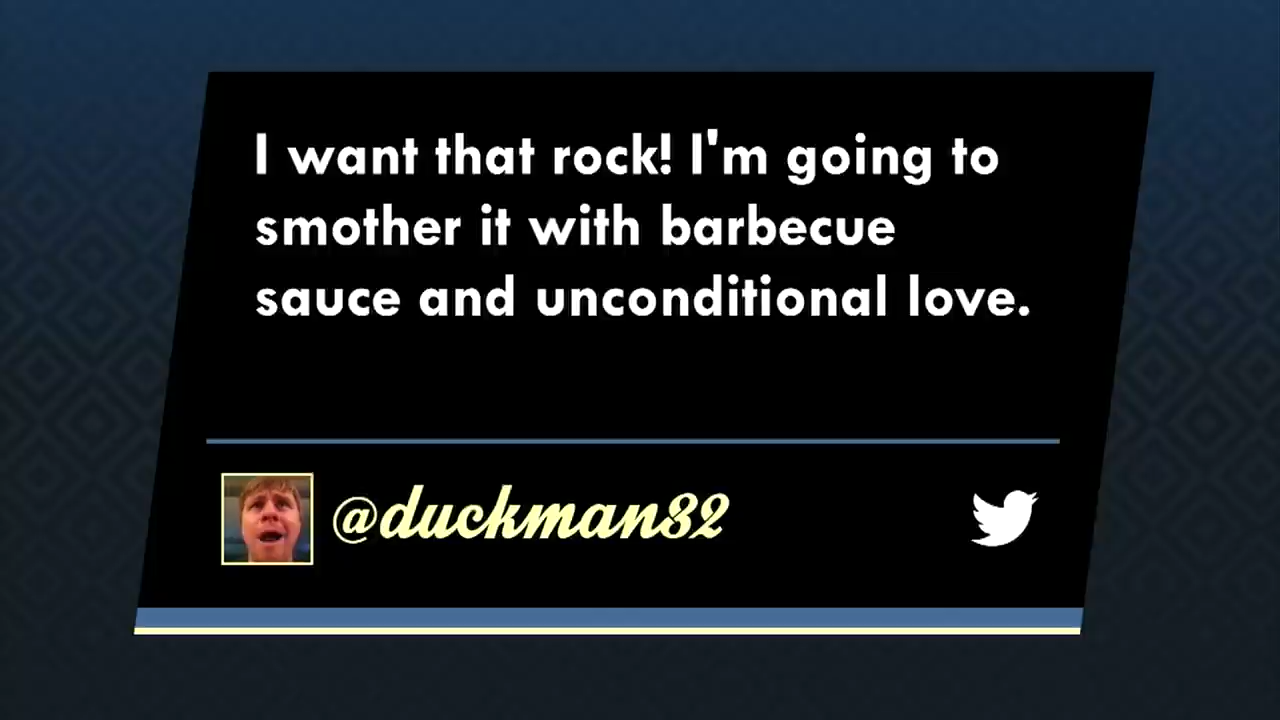 I want that rock! I'm going to
smother it with barbecue
sauce and unconditional love.
@duckman82